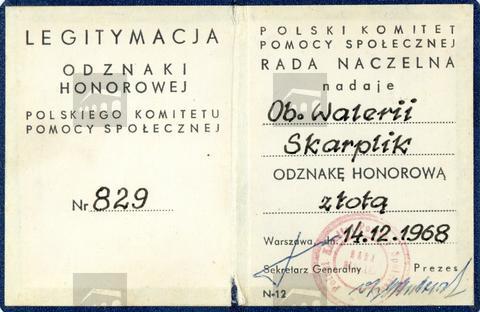 LEGITYMACJA
ODZNAKI
HONOROWEJ
POLSKIEGO KOMITETU
POMOCY SPOŁECZNEJ
Nr 829
POLSKI KOMITET
POMOCY SPOŁECZNEJ
RADA NACZELNA
nadaje
Ob. Walerii
Skarplik
ODZNAKĘ HONOROWĄ
złotą
Warszawa, dn. 14.12.1968
Sekretarz Generalny Prezes
N-12